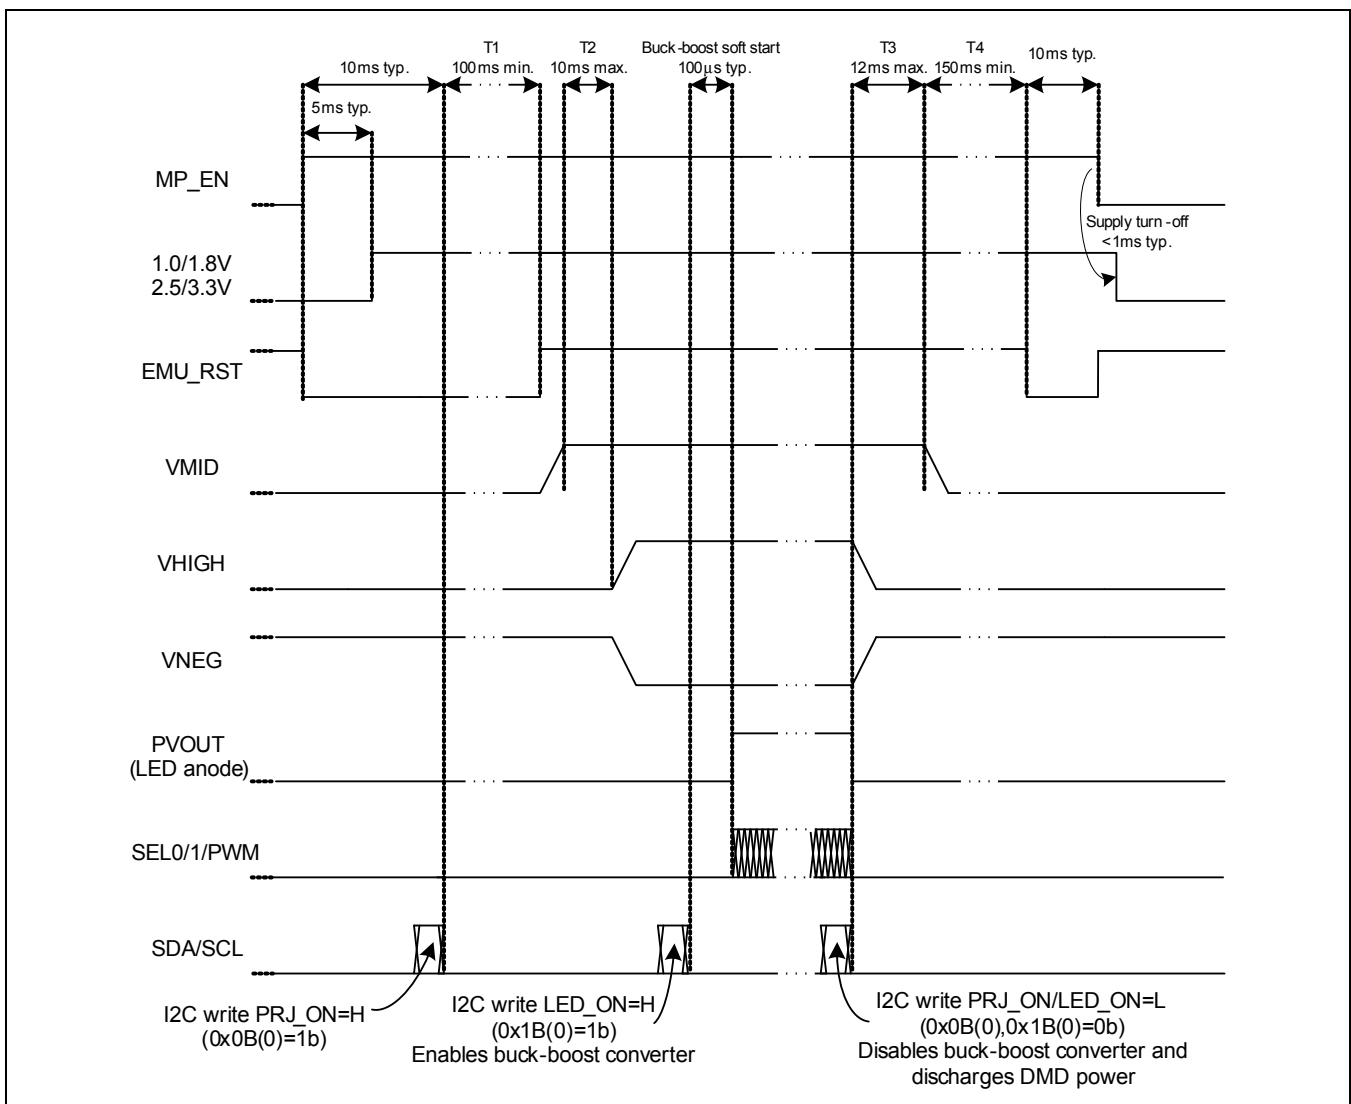 T1
T2
Buck-boost soft start
T3
T4
10ms typ.
100ms min.
10ms max.
100µs typ.
12ms max.
150ms min.
10ms typ.
5ms typ.
MP_EN
Supply turn-off
<1ms typ.
1.0/1.8V
2.5/3.3V
EMU_RST
VMID
VHIGH
VNEG
PVOUT
(LED anode)
SEL0/1/PWM
SDA/SCL
I2C write PRJ_ON=H
(0x0B(0)=1b)
I2C write LED_ON=H
(0x1B(0)=1b)
Enables buck-boost converter
I2C write PRJ_ON/LED_ON=L
(0x0B(0),0x1B(0)=0b)
Disables buck-boost converter and
discharges DMD power